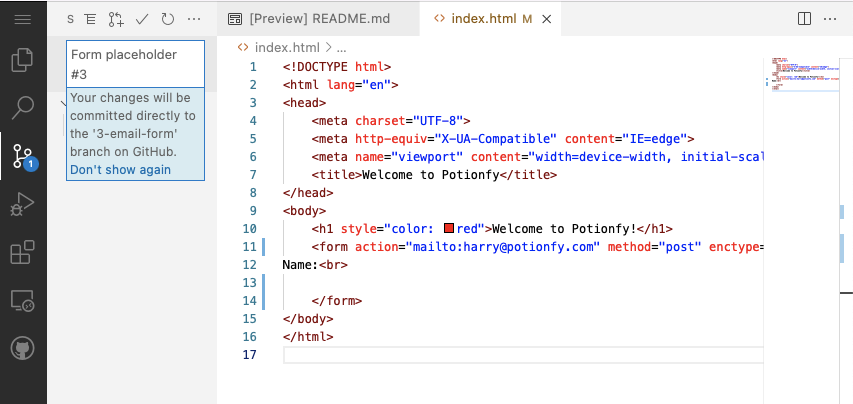 S
[Preview] README.md
index.html M
Form placeholder
#3
Your changes will be
committed directly to
the '3-email-form'
branch on GitHub.
Don't show again
1
index.html > ...
1 <!DOCTYPE html>
2 <html lang="en">
3 <head>
4 <meta charset="UTF-8">
5 <meta http-equiv="X-UA-Compatible" content="IE=edge">
6 <meta name="viewport" content="width=device-width, initial-scal
7 <title>Welcome to Potionfy</title>
8 </head>
9 <body>
10 <h1 style="color: red">Welcome to Potionfy!</h1>
11 <form action="mailto:harry@potionfy.com" method="post" enctype=
12 Name:<br>
13
14 </form>
15 </body>
16 </html>
17